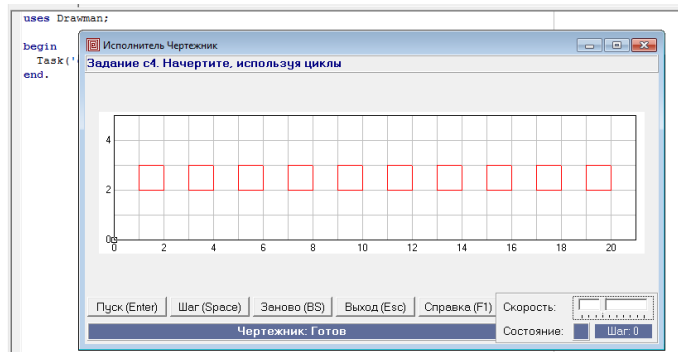 uses Drawman;
begin
Task('
end.
Исполнитель Чертежник
Задание c4. Начертите, используя циклы
4
2
0
0 2 4 6 8 10 12 14 16 18 20
Пуск (Enter) Шаг (Space) Заново (BS) Выход (Esc) Справка (F1) Скорость:
Чертежник: Готов Состояние: Шаг: 0